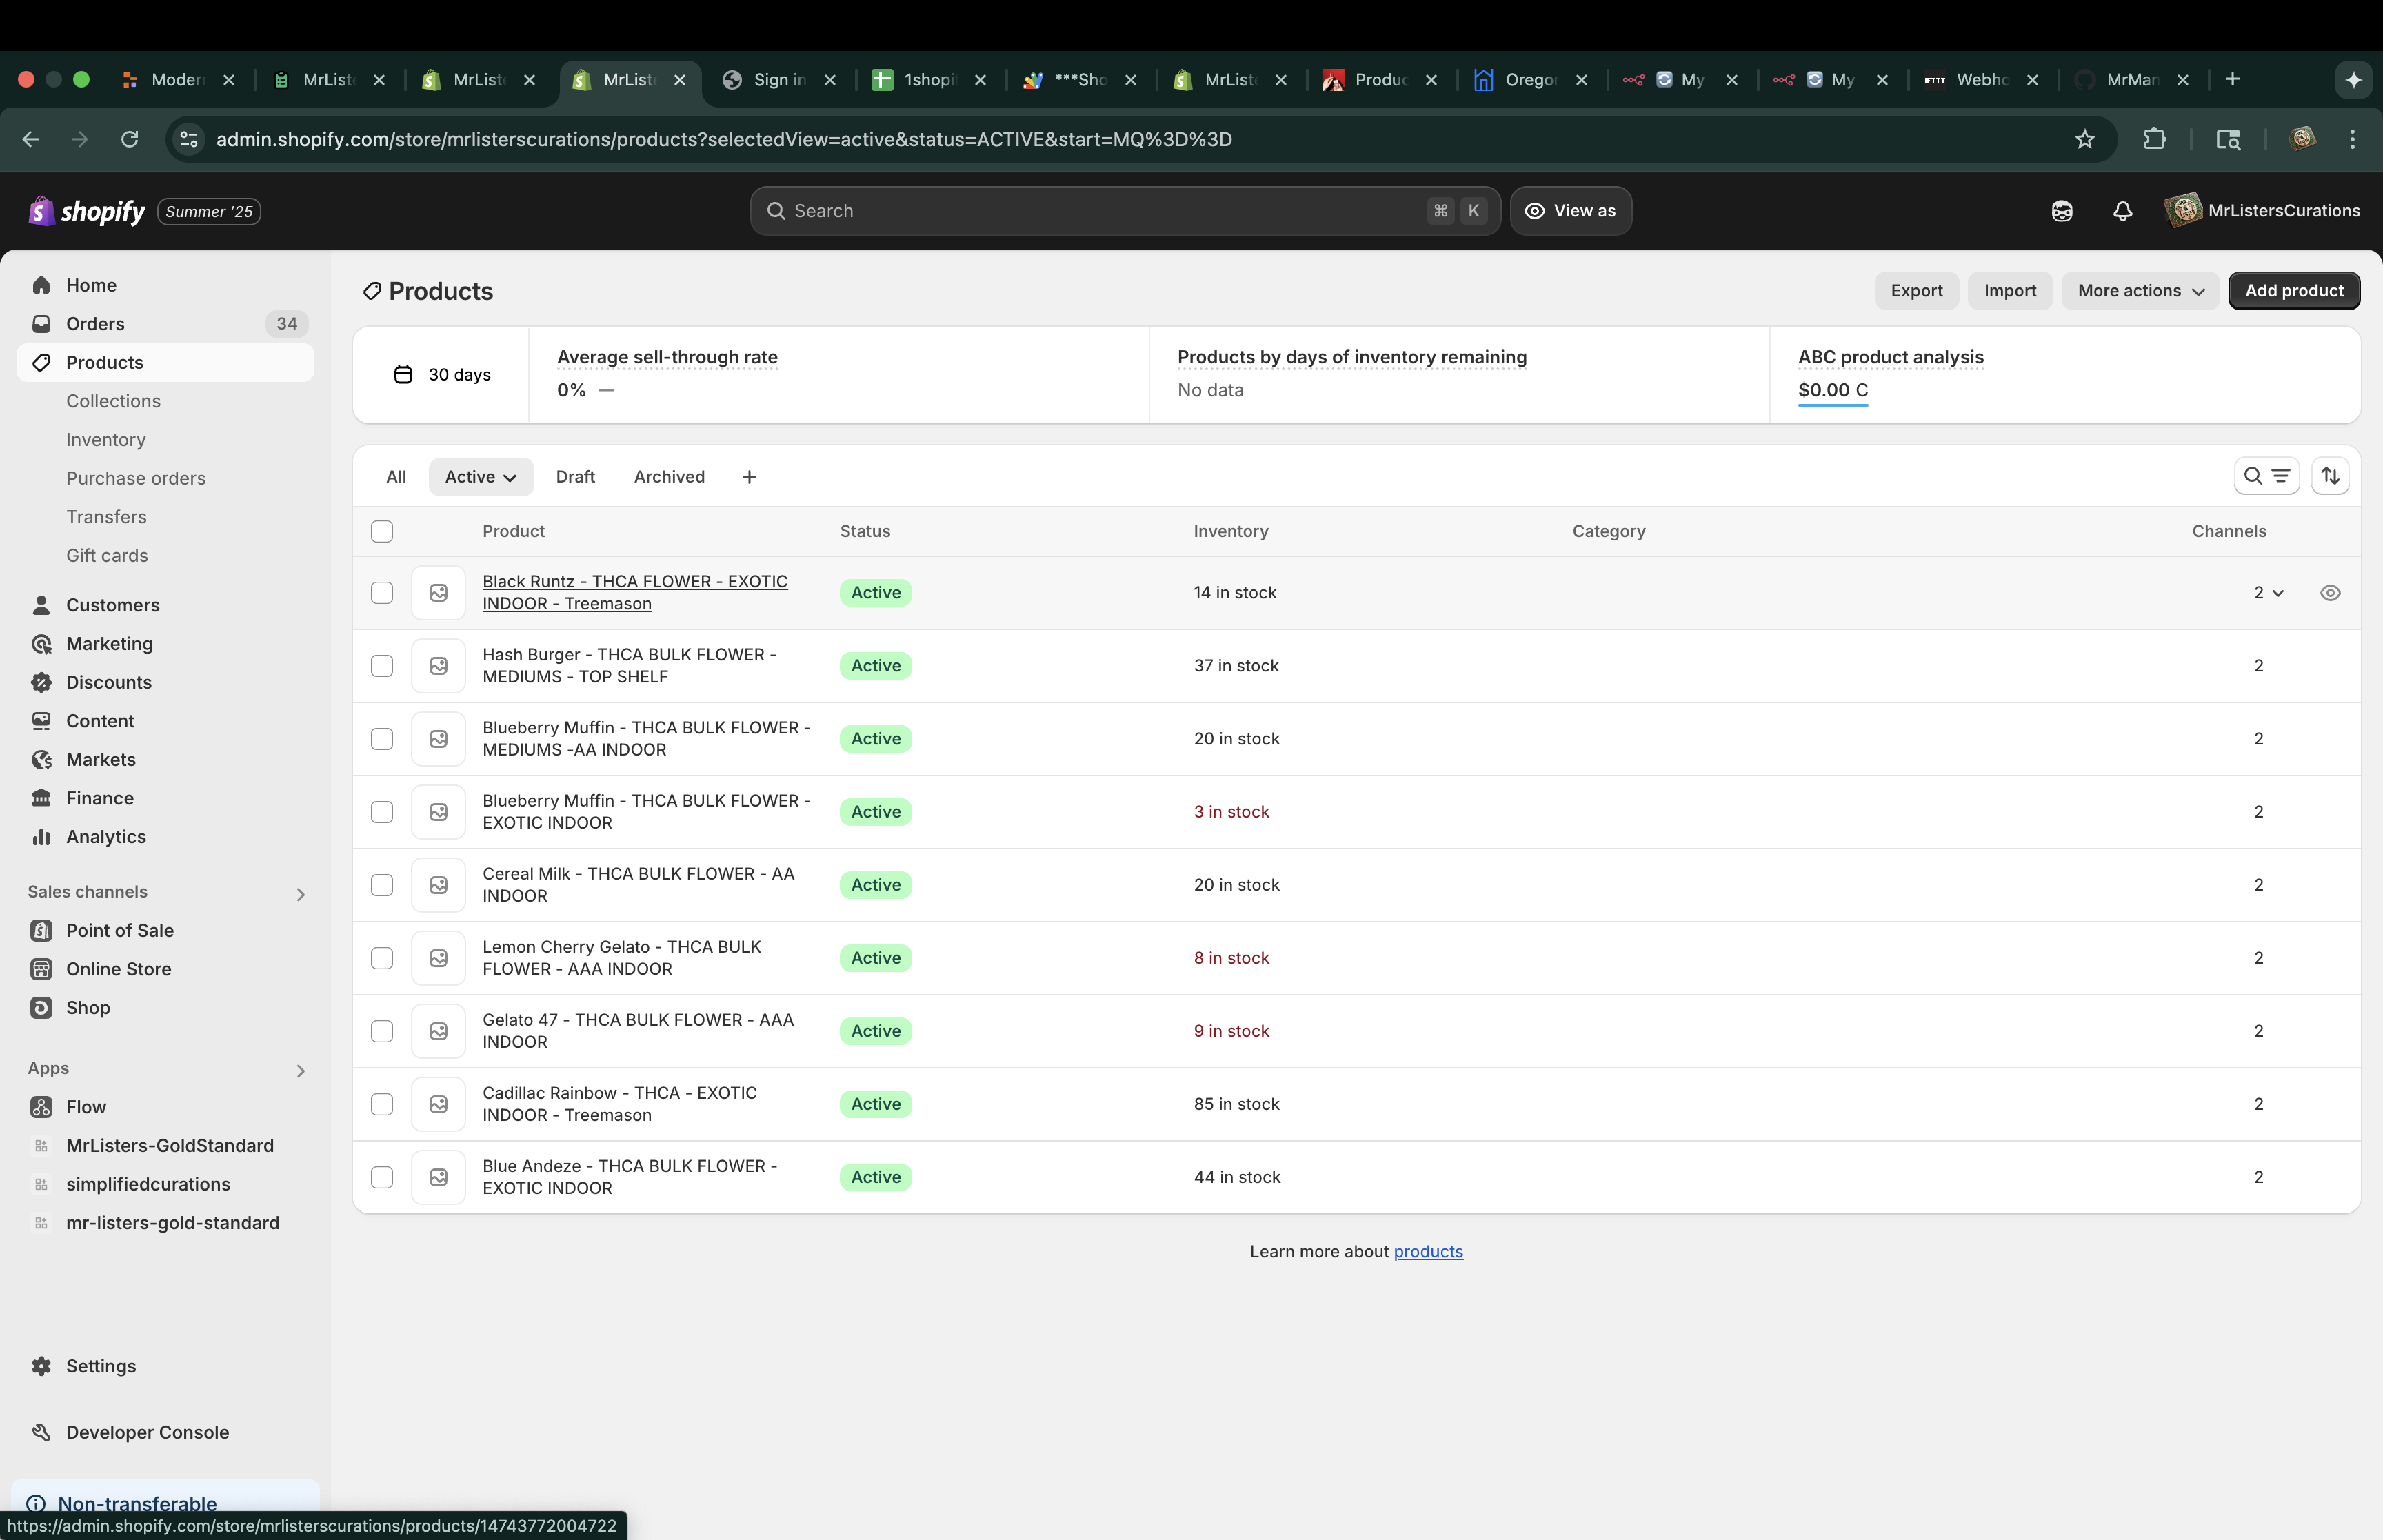 Modern
MrListe
MrListe
MrListe
Sign in
1shopi
***Sho
MrListe
Produc
Oregor
My
My
IFTTT
Webho
MrMan
admin.shopify.com/store/mrlisterscurations/products?selectedView=active&status=ACTIVE&start=MQ%3D%3D
shopify
Summer '25
Search
⌘ K
View as
MrListersCurations
Home
Orders
34
Products
Collections
Inventory
Purchase orders
Transfers
Gift cards
Customers
Marketing
Discounts
Content
Markets
Finance
Analytics
Sales channels
Point of Sale
Online Store
Shop
Apps
Flow
MrListers-GoldStandard
simplifiedcurations
mr-listers-gold-standard
Settings
Developer Console
Non-transferable
https://admin.shopify.com/store/mrlisterscurations/products/14743772004722
Products
Export
Import
More actions
Add product
30 days
Average sell-through rate
0% —
Products by days of inventory remaining
No data
ABC product analysis
$0.00 C
All
Active
Draft
Archived
+
Product Status Inventory Category Channels
Black Runtz - THCA FLOWER - EXOTIC
INDOOR - Treemason
Active
14 in stock
2
Hash Burger - THCA BULK FLOWER -
MEDIUMS - TOP SHELF
Active
37 in stock
2
Blueberry Muffin - THCA BULK FLOWER -
MEDIUMS -AA INDOOR
Active
20 in stock
2
Blueberry Muffin - THCA BULK FLOWER -
EXOTIC INDOOR
Active
3 in stock
2
Cereal Milk - THCA BULK FLOWER - AA
INDOOR
Active
20 in stock
2
Lemon Cherry Gelato - THCA BULK
FLOWER - AAA INDOOR
Active
8 in stock
2
Gelato 47 - THCA BULK FLOWER - AAA
INDOOR
Active
9 in stock
2
Cadillac Rainbow - THCA - EXOTIC
INDOOR - Treemason
Active
85 in stock
2
Blue Andeze - THCA BULK FLOWER -
EXOTIC INDOOR
Active
44 in stock
2
Learn more about products